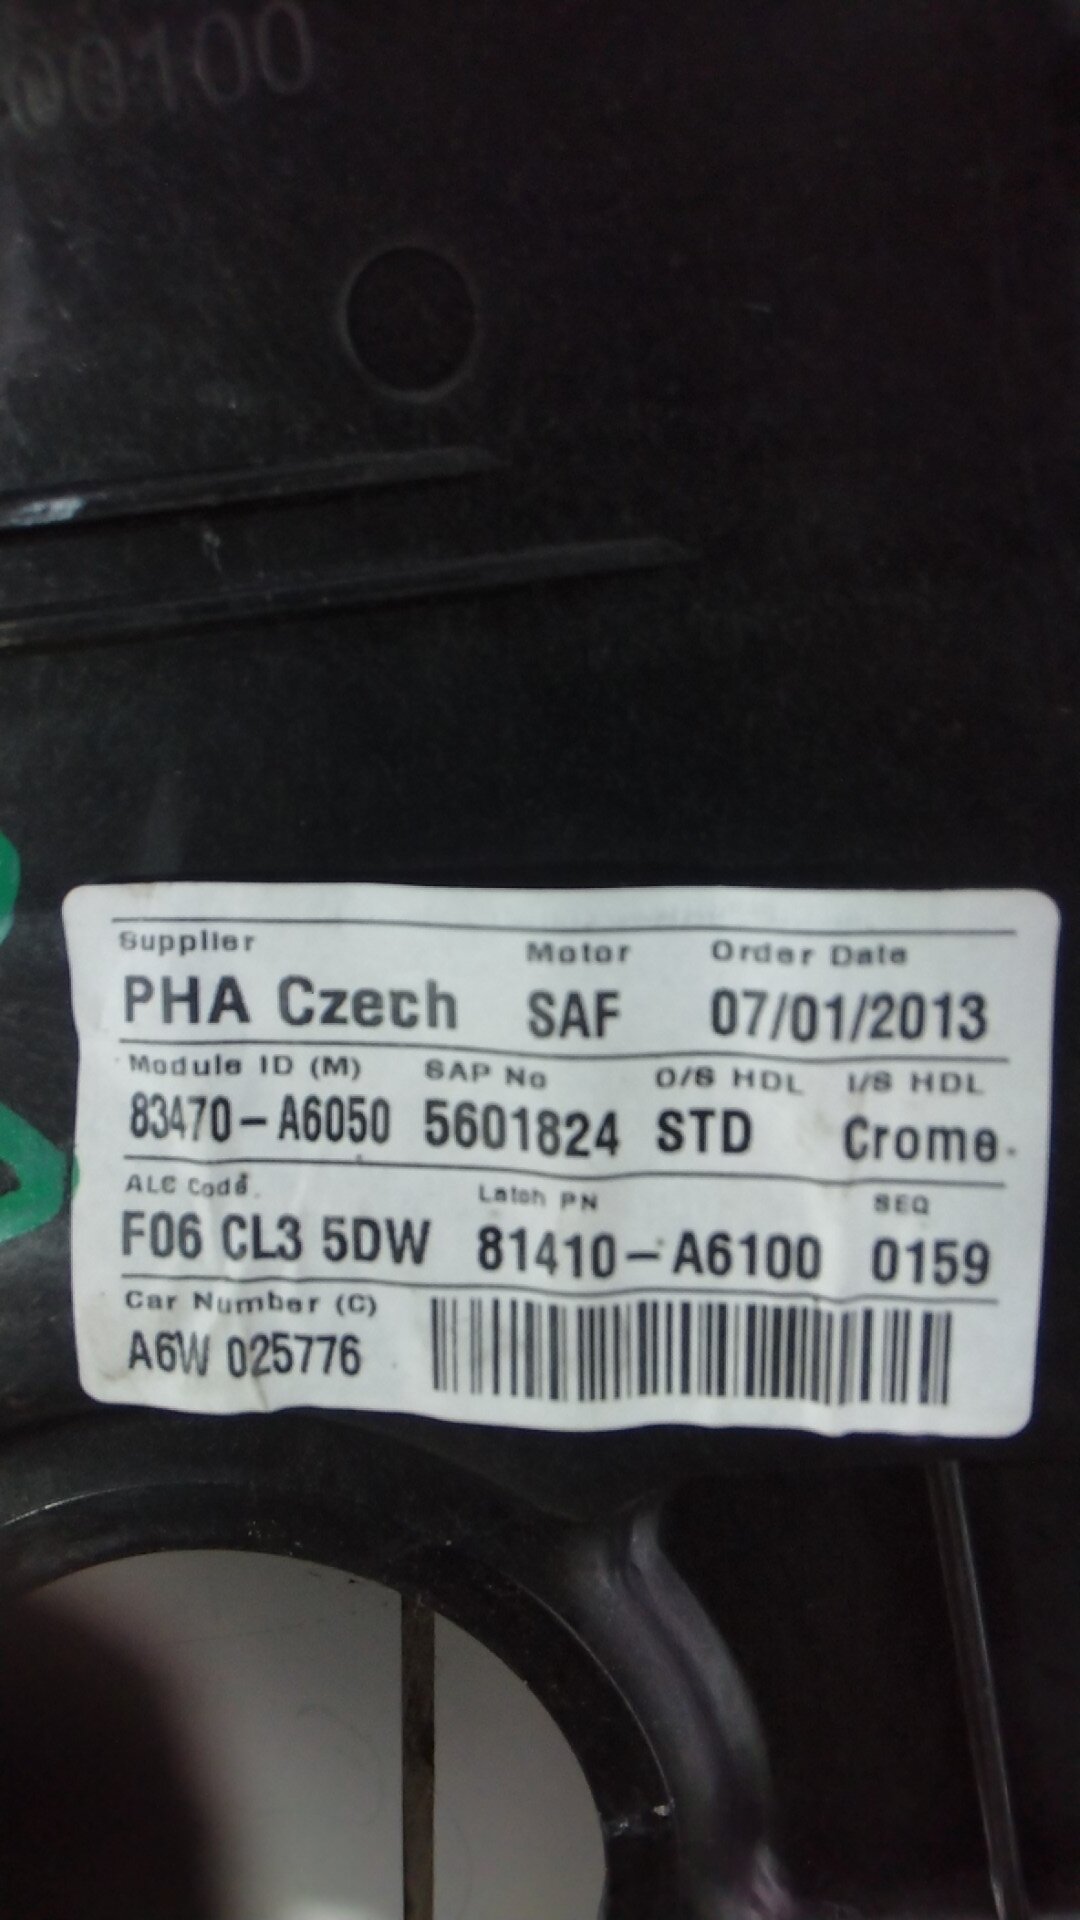 00100
Supplier Motor Order Date
PHA Czech SAF 07/01/2013
Module ID (M) SAP No O/S HDL I/S HDL
83470-A6050 5601824 STD Crome
ALC Code Latch PN SEQ
F06 CL3 5DW 81410-A6100 0159
Car Number (C)
A6W 025776